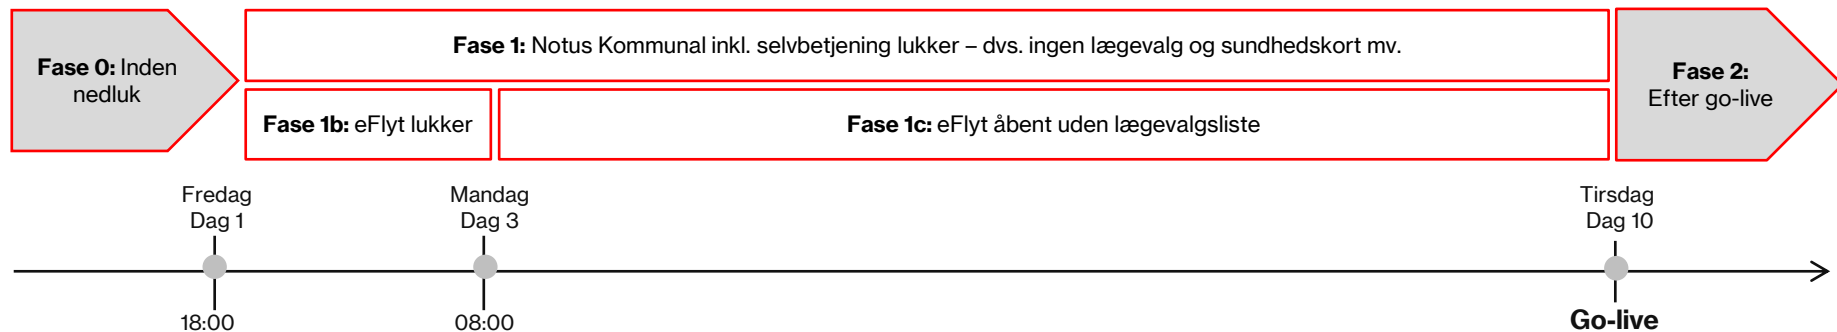 Fase 0: Inden
nedluk
Fase 1: Notus Kommunal inkl. selvbetjening lukker – dvs. ingen lægevalg og sundhedskort mv.
Fase 1b: eFlyt lukker
Fase 1c: eFlyt åbent uden lægevalgsliste
Fase 2:
Efter go-live
Fredag
Dag 1
18:00
Mandag
Dag 3
08:00
Tirsdag
Dag 10
Go-live